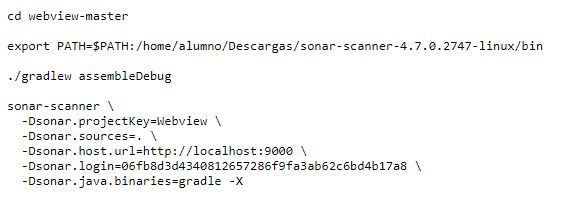 cd webview-master
export PATH=$PATH:/home/alumno/Descargas/sonar-scanner-4.7.0.2747-linux/bin
./gradlew assembleDebug
sonar-scanner \
-Dsonar.projectKey=Webview \
-Dsonar.sources=. \
-Dsonar.host.url=http://localhost:9000 \
-Dsonar.login=06fb8d3d4340812657286f9fa3ab62c6bd4b17a8 \
-Dsonar.java.binaries=gradle -X